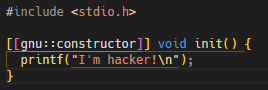 #include <stdio.h>
[[gnu::constructor]] void init() {
  printf("I'm hacker!\n");
}